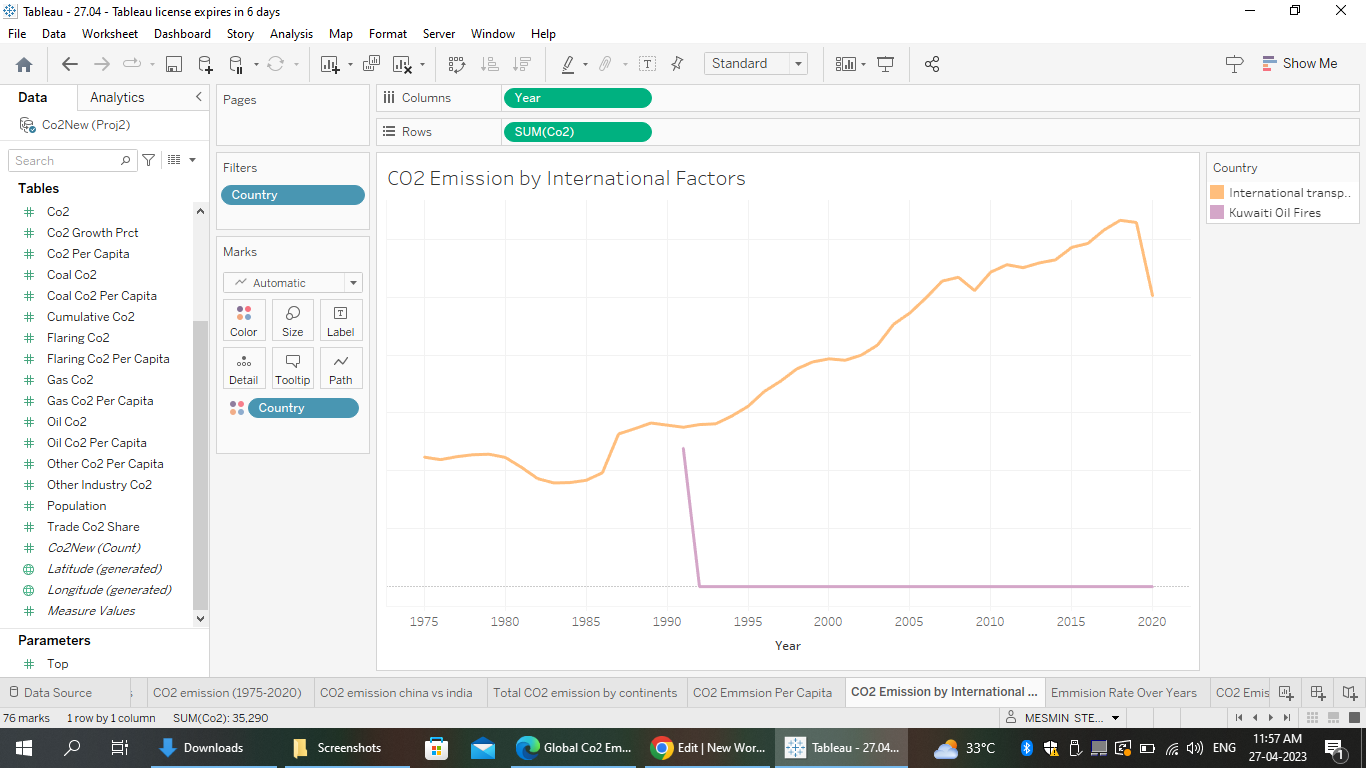 Tableau - 27.04 - Tableau license expires in 6 days
File Data Worksheet Dashboard Story Analysis Map Format Server Window Help
Standard
Show Me
Data Analytics
Co2New (Proj2)
Search
Tables
Co2
Co2 Growth Prct
Co2 Per Capita
Coal Co2
Coal Co2 Per Capita
Cumulative Co2
Flaring Co2
Flaring Co2 Per Capita
Gas Co2
Gas Co2 Per Capita
Oil Co2
Oil Co2 Per Capita
Other Co2 Per Capita
Other Industry Co2
Population
Trade Co2 Share
Co2New (Count)
Latitude (generated)
Longitude (generated)
Measure Values
Parameters
Top
Pages
Filters
Country
Marks
Automatic
Color Size Label
Detail Tooltip Path
Country
Columns Year
Rows SUM(Co2)
CO2 Emission by International Factors
1975 1980 1985 1990 1995 2000 2005 2010 2015 2020
Year
Country
International transp..
Kuwaiti Oil Fires
Data Source CO2 emission (1975-2020) CO2 emission china vs india Total CO2 emission by continents CO2 Emmsion Per Capita CO2 Emission by International ... Emmision Rate Over Years CO2 Emis
76 marks 1 row by 1 column SUM(Co2): 35,290 MESMIN STE...
Downloads Screenshots Global Co2 Em... Edit | New Wor... Tableau - 27.04... 33°C ENG 11:57 AM
27-04-2023
1